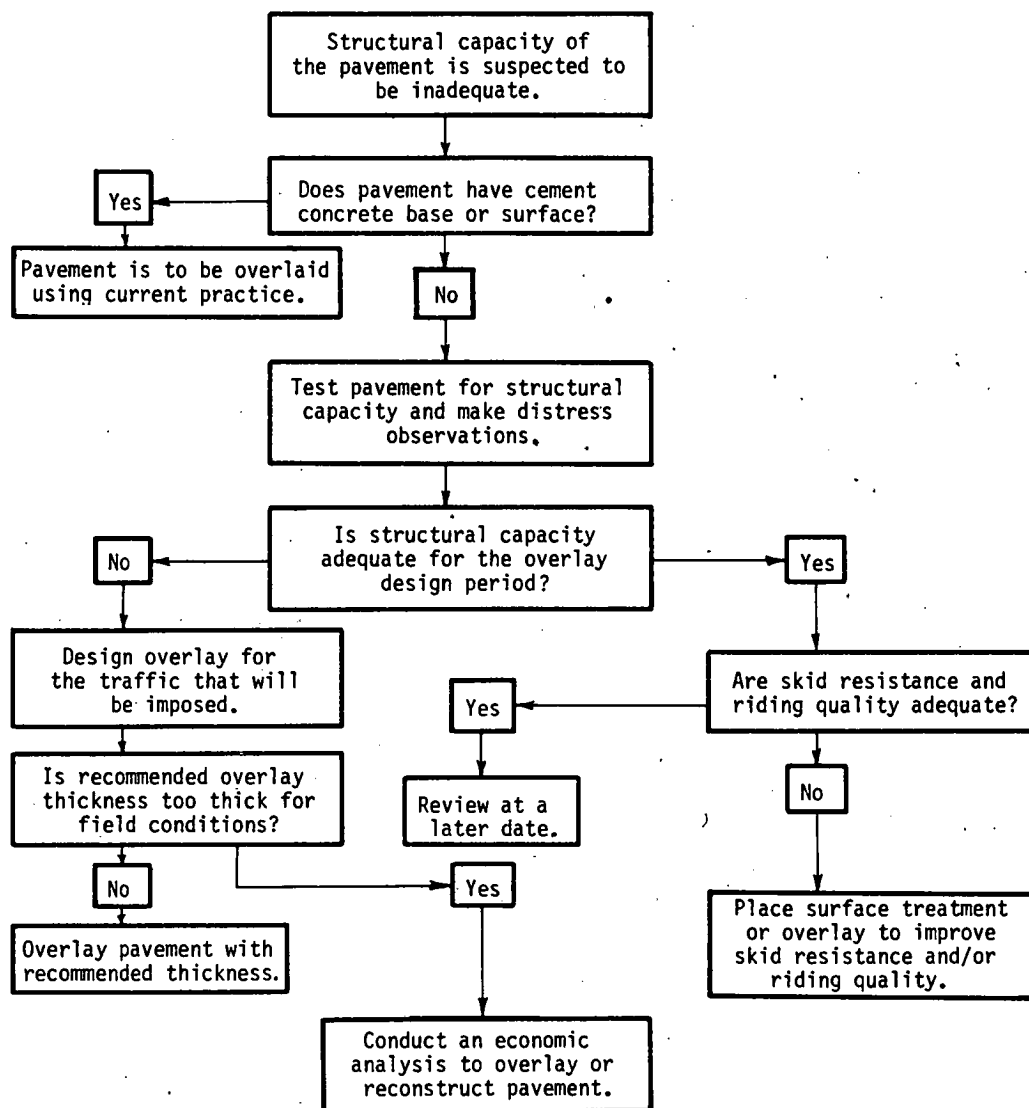 Structural capacity of
the pavement is suspected to
be inadequate.
Does pavement have cement
concrete base or surface?
Yes
Pavement is to be overlaid
using current practice.
No
Test pavement for structural
capacity and make distress
observations.
Is structural capacity
adequate for the overlay
design period?
No
Yes
Design overlay for
the traffic that will
be imposed.
Are skid resistance and
riding quality adequate?
Yes
Is recommended overlay
thickness too thick for
field conditions?
Review at a
later date.
No
No
Yes
Overlay pavement with
recommended thickness.
Place surface treatment
or overlay to improve
skid resistance and/or
riding quality.
Conduct an economic
analysis to overlay or
reconstruct pavement.